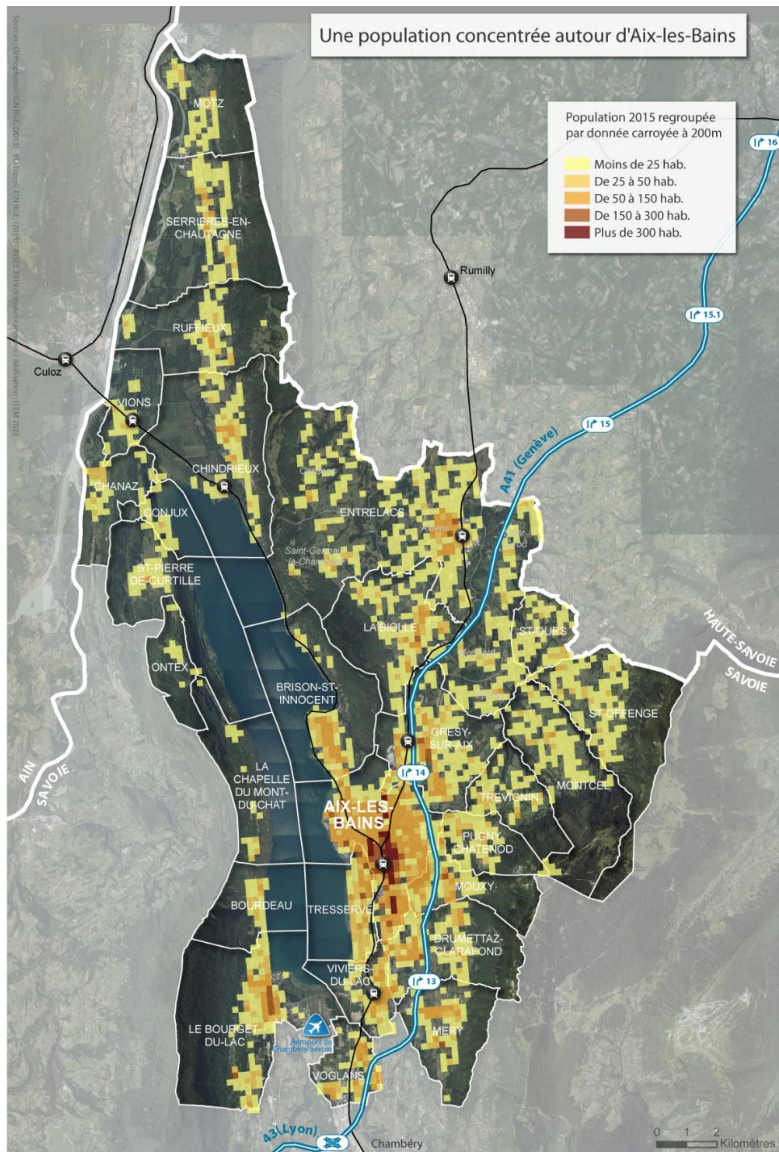 Une population concentrée autour d'Aix-les-Bains
Population 2015 regroupée
par donnée carroyée à 200m
Moins de 25 hab.
De 25 à 50 hab.
De 50 à 150 hab.
De 150 à 300 hab.
Plus de 300 hab.
16
MOTZ
SERRIERES-EN-
CHAUTAGNE
Rumilly
15.1
RUFFIEUX
Culoz
VIONS
15
A41 (Genève)
CHANAZ
CHINDRIEUX
CONJUX
ENTRELACS
Albens
Saint-Germain-
la-Chambotte
ST-PIERRE
DE-CURTILLE
LA BIOLLE
ST-OURS
HAUTE-SAVOIE
SAVOIE
ONTEX
BRISON-ST-
INNOCENT
ST-OFFENGE
GRESY-
SUR-AIX
AIN
SAVOIE
LA
CHAPELLE
DU MONT-
DU-CHAT
14
MONTCEL
TREVIGNIN
AIX-LES-
BAINS
PUGNY-
CHATENOD
MOUXY
BOURDEAU
TRESSERVE
DRUMETTAZ-
CLARAFOND
VIVIERS-
DU-LAC
13
LE BOURGET-
DU-LAC
MERY
Aéroport de
Chambéry Savoie
VOGLANS
43 (Lyon)
Chambéry
0 1 2
Kilomètres